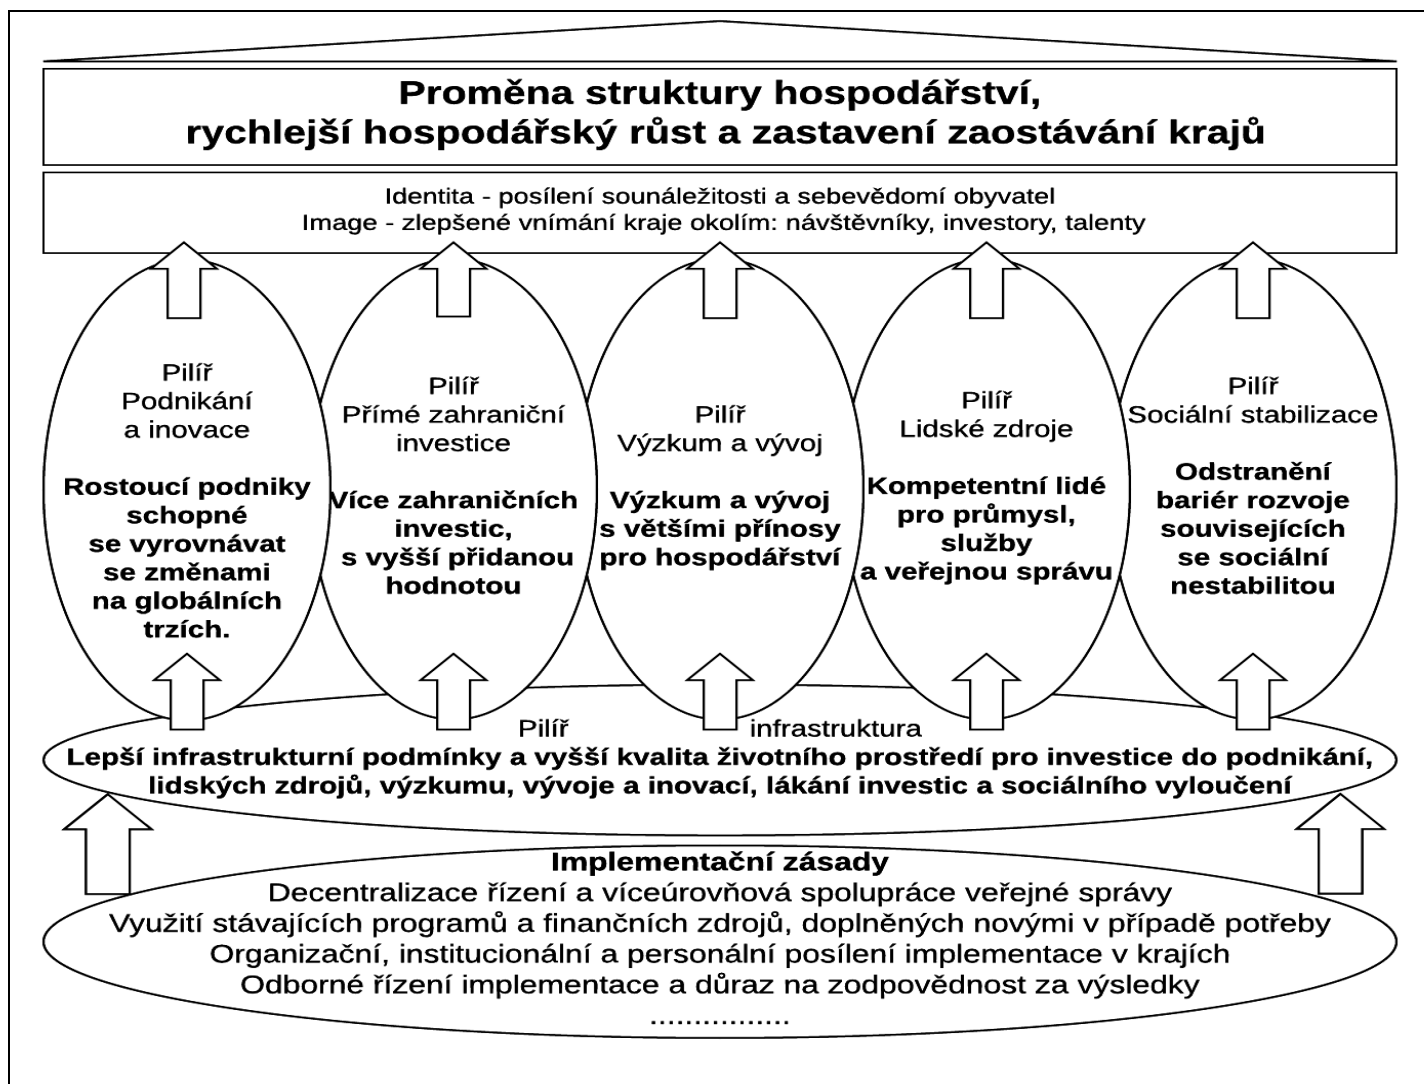 Proměna struktury hospodářství,
rychlejší hospodářský růst a zastavení zaostávání krajů
Identita - posílení sounáležitosti a sebevědomí obyvatel
Image - zlepšené vnímání kraje okolím: návštěvníky, investory, talenty
Pilíř
Podnikání
a inovace
Rostoucí podniky
schopné
se vyrovnávat
se změnami
na globálních
trzích.
Pilíř
Přímé zahraniční
investice
Více zahraničních
investic,
s vyšší přidanou
hodnotou
Pilíř
Výzkum a vývoj
Výzkum a vývoj
s většími přínosy
pro hospodářství
Pilíř
Lidské zdroje
Kompetentní lidé
pro průmysl,
služby
a veřejnou správu
Pilíř
Sociální stabilizace
Odstranění
bariér rozvoje
souvisejících
se sociální
nestabilitou
Pilíř infrastruktura
Lepší infrastrukturní podmínky a vyšší kvalita životního prostředí pro investice do podnikání,
lidských zdrojů, výzkumu, vývoje a inovací, lákání investic a sociálního vyloučení
Implementační zásady
Decentralizace řízení a víceúrovňová spolupráce veřejné správy
Využití stávajících programů a finančních zdrojů, doplněných novými v případě potřeby
Organizační, institucionální a personální posílení implementace v krajích
Odborné řízení implementace a důraz na zodpovědnost za výsledky
................